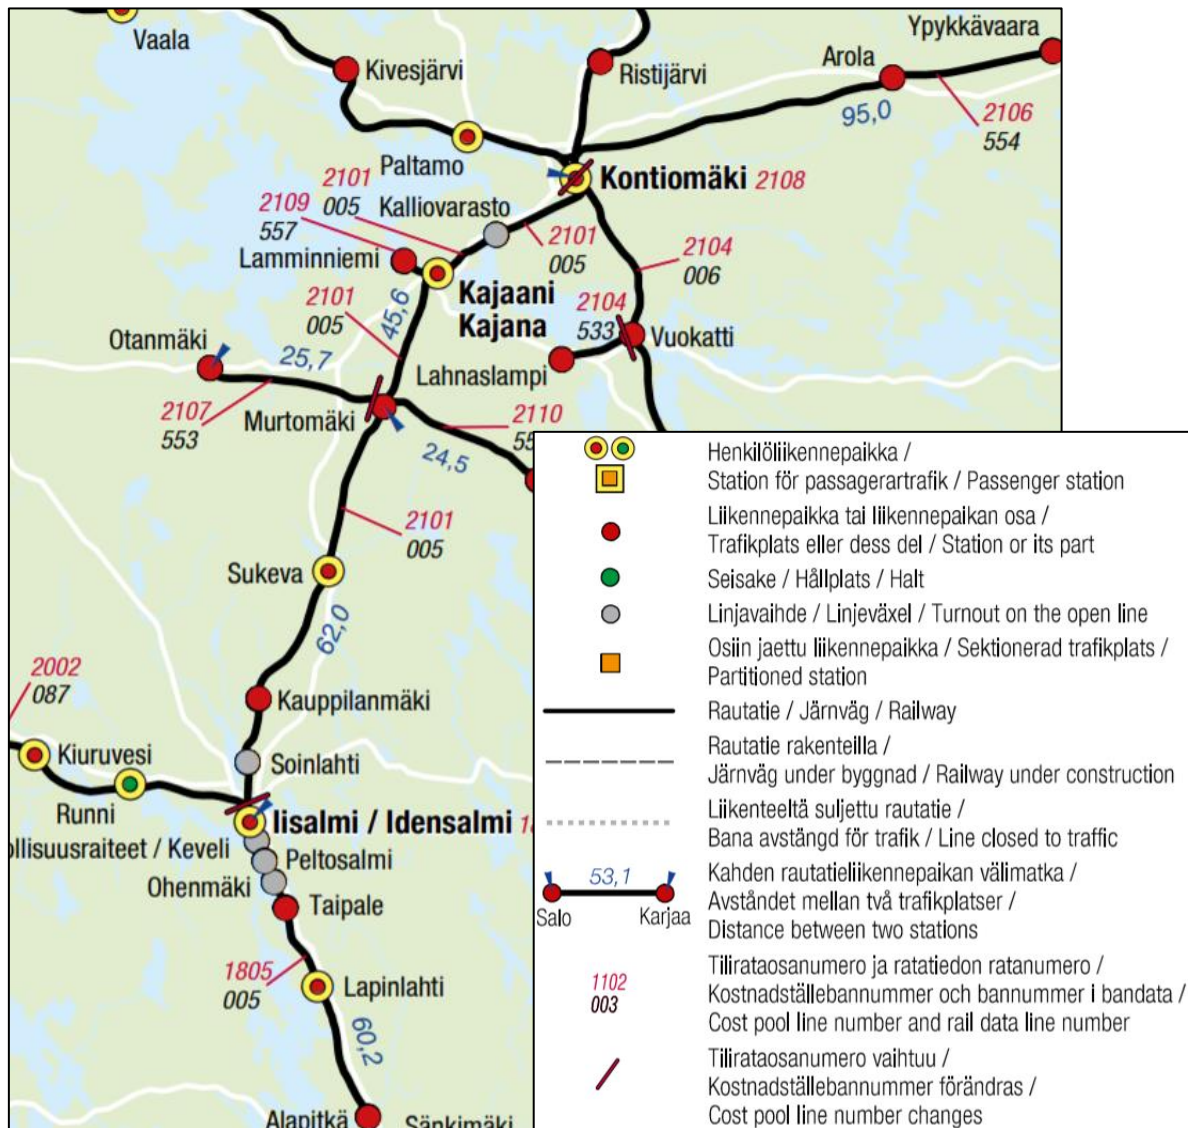 Vaala
Kivesjärvi
Ristijärvi
Arola
Ypykkävaara
95,0
2106
554
Paltamo
Kontiomäki 2108
2101
005
Kalliovarasto
2109
557
Lamminniemi
2101
005
2104
006
Kajaani
Kajana
2101
005
45,6
2104
533
Vuokatti
Otanmäki
25,7
Lahnaslampi
2107
553
Murtomäki
2110
24,5
2101
005
Sukeva
62,0
2002
087
Kauppilanmäki
Kiuruvesi
Soinlahti
Runni
Iisalmi / Idensalmi
ollisuusraiteet / Keveli
Peltosalmi
Ohenmäki
Taipale
1805
005
Lapinlahti
60,2
Alapitkä
Sänkimäki
Henkilöliikennepaikka /
Station för passagerartrafik / Passenger station
Liikennepaikka tai liikennepaikan osa /
Trafikplats eller dess del / Station or its part
Seisake / Hållplats / Halt
Linjavaihde / Linjeväxel / Turnout on the open line
Osiin jaettu liikennepaikka / Sektionerad trafikplats /
Partitioned station
Rautatie / Järnväg / Railway
Rautatie rakenteilla /
Järnväg under byggnad / Railway under construction
Liikenteeltä suljettu rautatie /
Bana avstängd för trafik / Line closed to traffic
53,1
Salo
Karjaa
Kahden rautatieliikennepaikan välimatka /
Avståndet mellan två trafikplatser /
Distance between two stations
1102
003
Tilirataosanumero ja ratatiedon ratanumero /
Kostnadställebannummer och bannummer i bandata /
Cost pool line number and rail data line number
Tilirataosanumero vaihtuu /
Kostnadställebannummer förändras /
Cost pool line number changes